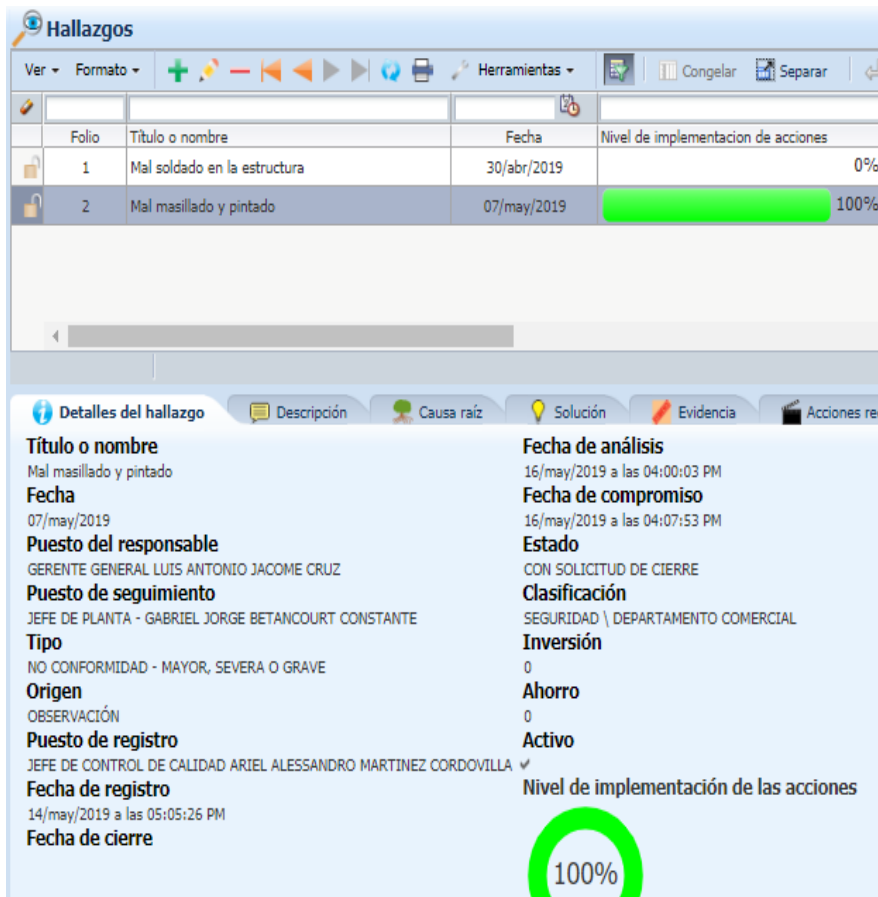 Hallazgos
Ver Formato Herramientas Congelar Separar
Folio Título o nombre Fecha Nivel de implementacion de acciones
1 Mal soldado en la estructura 30/abr/2019 0%
2 Mal masillado y pintado 07/may/2019 100%
Detalles del hallazgo Descripción Causa raíz Solución Evidencia Acciones re
Título o nombre
Mal masillado y pintado
Fecha
07/may/2019
Puesto del responsable
GERENTE GENERAL LUIS ANTONIO JACOME CRUZ
Puesto de seguimiento
JEFE DE PLANTA - GABRIEL JORGE BETANCOURT CONSTANTE
Tipo
NO CONFORMIDAD - MAYOR, SEVERA O GRAVE
Origen
OBSERVACIÓN
Puesto de registro
JEFE DE CONTROL DE CALIDAD ARIEL ALESSANDRO MARTINEZ CORDOVILLA
Fecha de registro
14/may/2019 a las 05:05:26 PM
Fecha de cierre
Fecha de análisis
16/may/2019 a las 04:00:03 PM
Fecha de compromiso
16/may/2019 a las 04:07:53 PM
Estado
CON SOLICITUD DE CIERRE
Clasificación
SEGURIDAD \ DEPARTAMENTO COMERCIAL
Inversión
0
Ahorro
0
Activo
Nivel de implementación de las acciones
100%